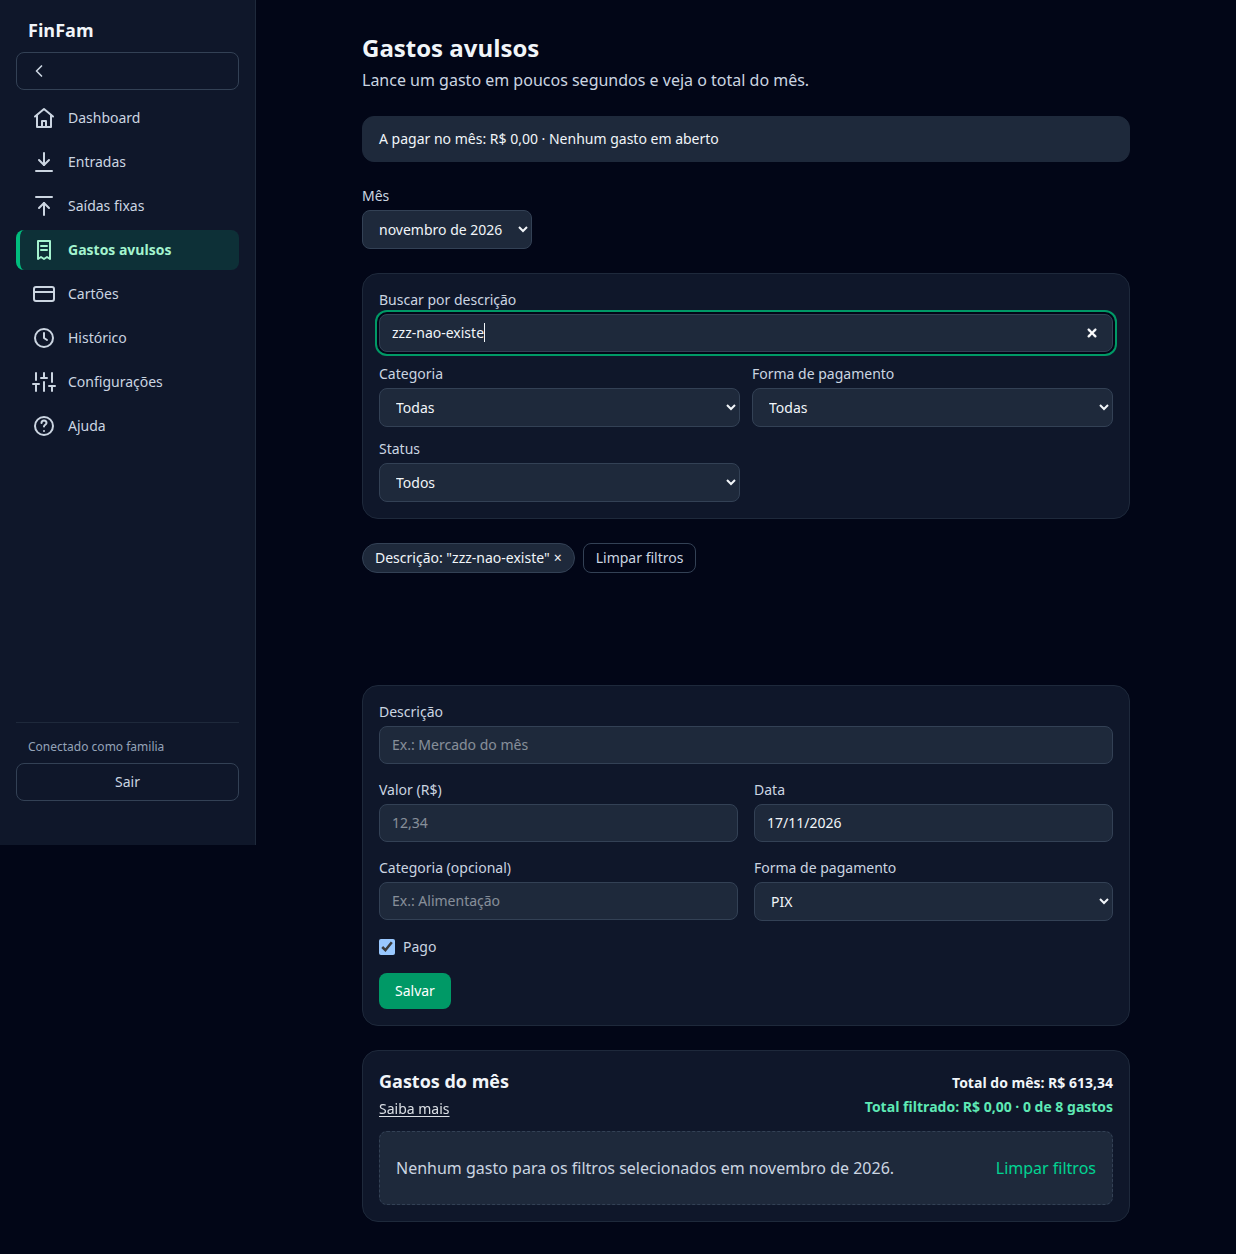 FinFam
Dashboard
Entradas
Saídas fixas
Gastos avulsos
Cartões
Histórico
Configurações
Ajuda
Conectado como familia
Sair
Gastos avulsos
Lance um gasto em poucos segundos e veja o total do mês.
A pagar no mês: R$ 0,00 · Nenhum gasto em aberto
Mês
novembro de 2026
Buscar por descrição
zzz-nao-existe
Categoria
Forma de pagamento
Todas
Todas
Status
Todos
Descrição: "zzz-nao-existe" ×
Limpar filtros
Descrição
Ex.: Mercado do mês
Valor (R$)
Data
12,34
17/11/2026
Categoria (opcional)
Forma de pagamento
Ex.: Alimentação
PIX
Pago
Salvar
Gastos do mês
Total do mês: R$ 613,34
Saiba mais
Total filtrado: R$ 0,00 · 0 de 8 gastos
Nenhum gasto para os filtros selecionados em novembro de 2026.
Limpar filtros